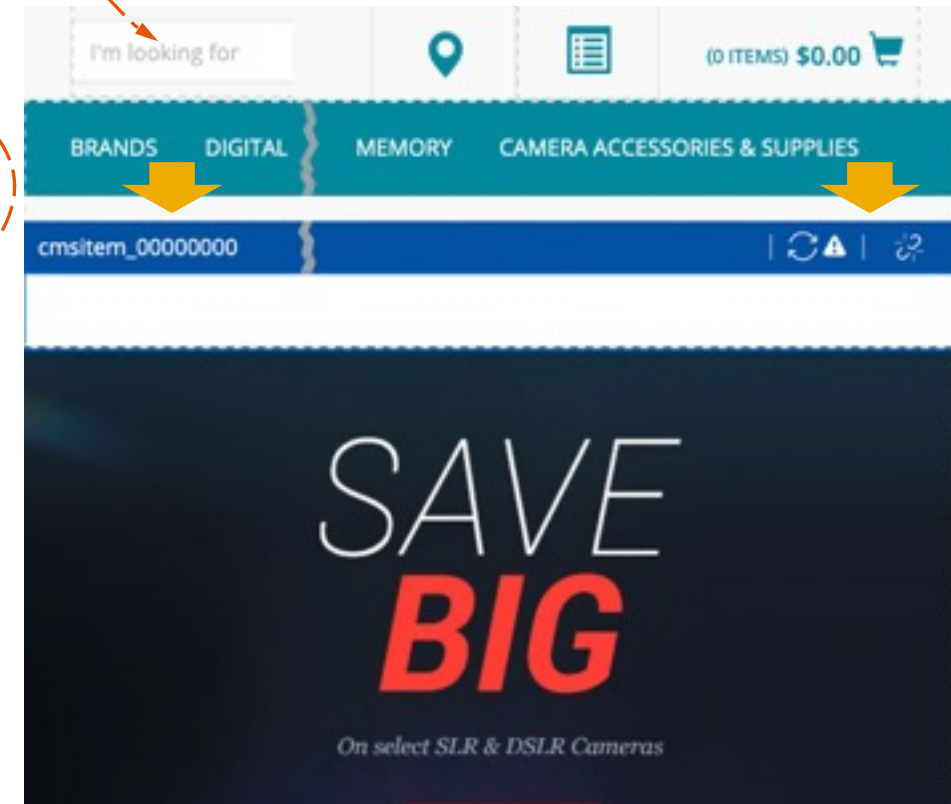 I'm looking for
(0 ITEMS) $0.00
BRANDS DIGITAL MEMORY CAMERA ACCESSORIES & SUPPLIES
cmsitem_00000000
SAVE
BIG
On select SLR & DSLR Cameras